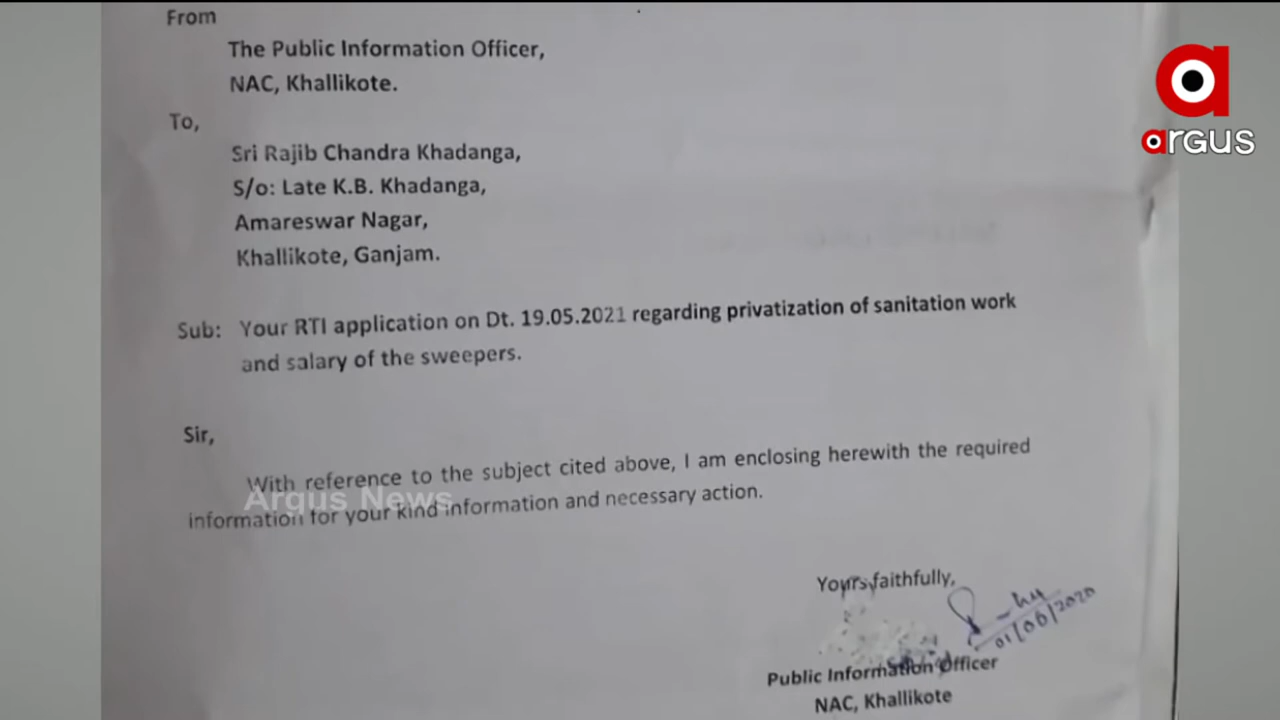 From
The Public Information Officer,
NAC, Khallikote.
To,
Sri Rajib Chandra Khadanga,
S/o: Late K.B. Khadanga,
Amareswar Nagar,
Khallikote, Ganjam.
Sub: Your RTI application on Dt. 19.05.2021 regarding privatization of sanitation work
and salary of the sweepers.
Sir,
With reference to the subject cited above, I am enclosing herewith the required
information for your kind information and necessary action.
Yours faithfully,
01/06/2020
Public Information Officer
NAC, Khallikote
argus
Argus News